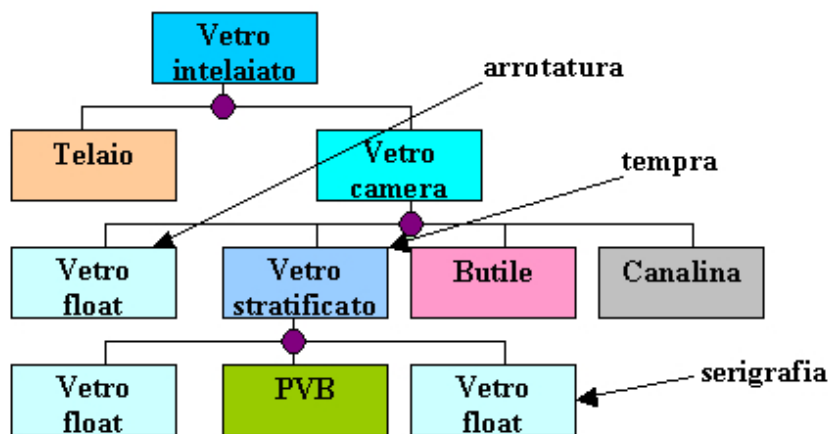 Vetro
intelaiato
arrotatura
Telaio
Vetro
camera
tempra
Vetro
float
Vetro
stratificato
Butile
Canalina
Vetro
float
PVB
Vetro
float
serigrafia